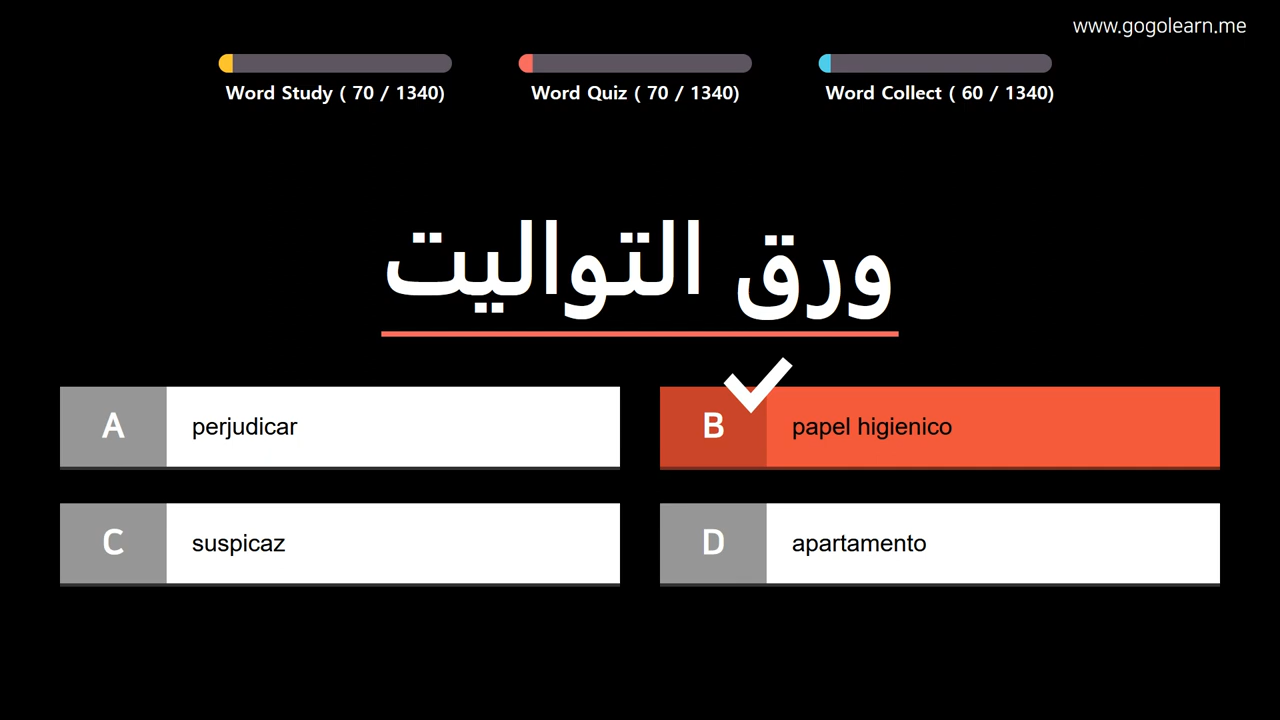 www.gogolearn.me
Word Study ( 70 / 1340)
Word Quiz ( 70 / 1340)
Word Collect ( 60 / 1340)
ورق التواليت
A perjudicar
B papel higienico
C suspicaz
D apartamento